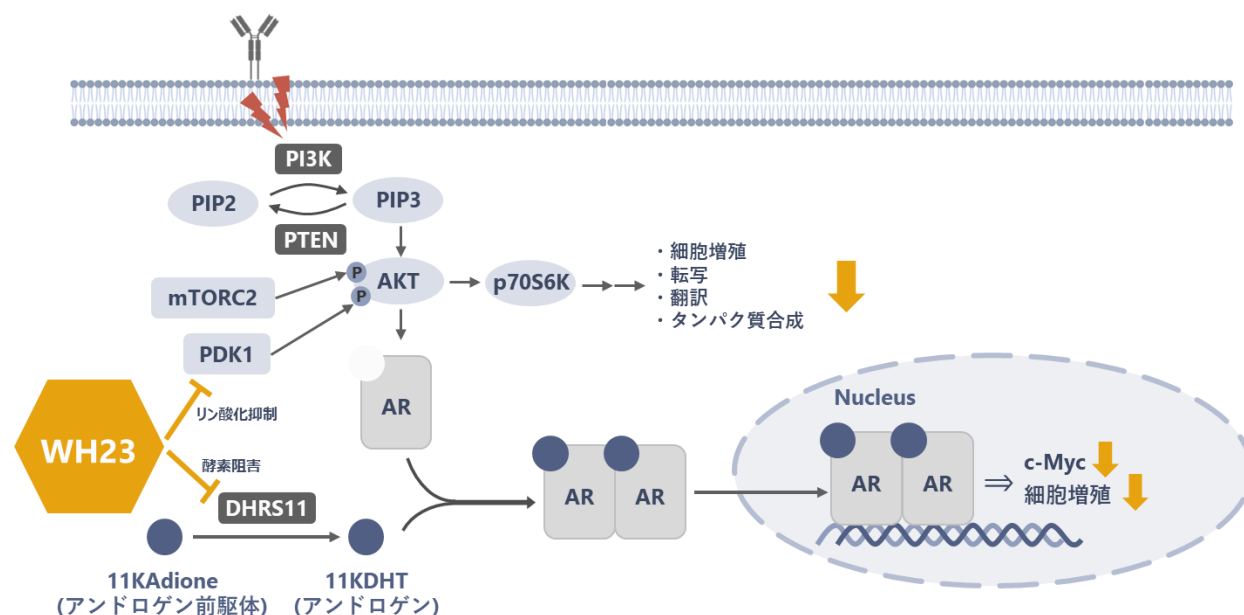 PI3K
PIP2
PIP3
PTEN
・細胞増殖
・転写
・翻訳
・タンパク質合成
P
AKT
p70S6K
mTORC2
P
PDK1
AR
Nucleus
リン酸化抑制
WH23
酵素阻害
c-Myc
細胞増殖
⇒
AR
AR
AR
AR
DHRS11
11KAdione
(アンドロゲン前駆体)
11KDHT
(アンドロゲン)